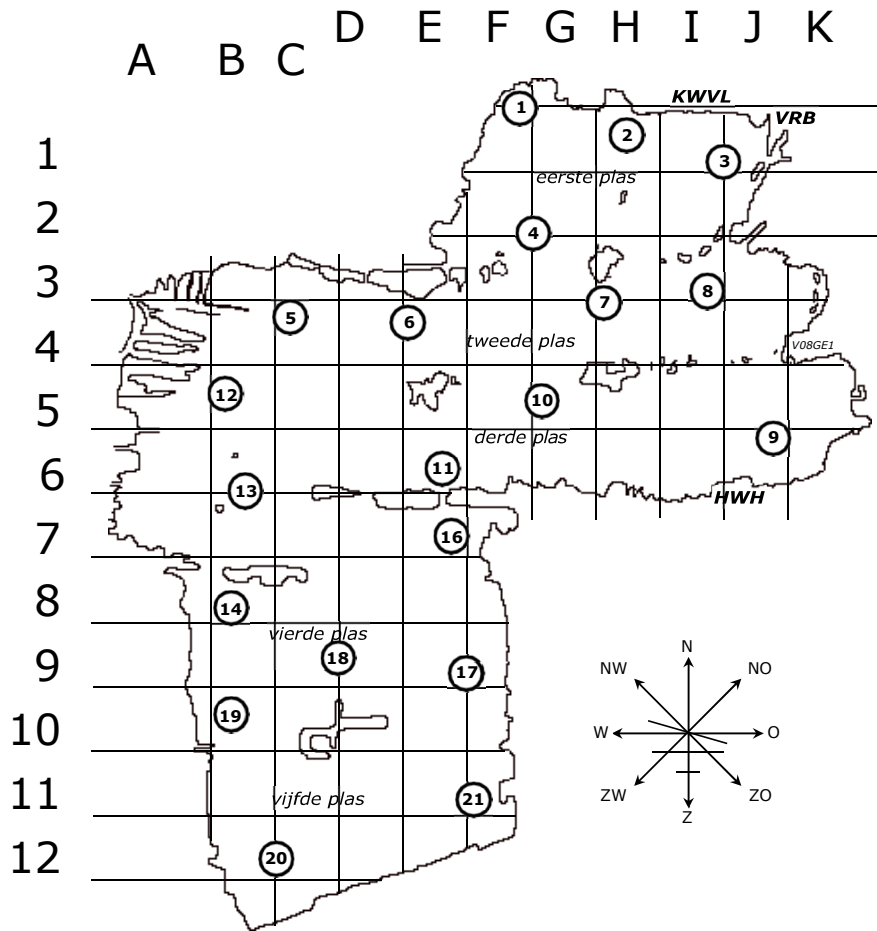 A B C D E F G H I J K
KWVL
1
VRB
1
2
3
eerste plas
2
4
3
8
7
5
6
4
tweede plas
V08GE1
12
10
5
derde plas
9
11
6
13
HWH
16
7
14
8
vierde plas
18
17
9
19
10
21
11
vijfde plas
20
12
N
NW
NO
W
O
ZW
ZO
Z